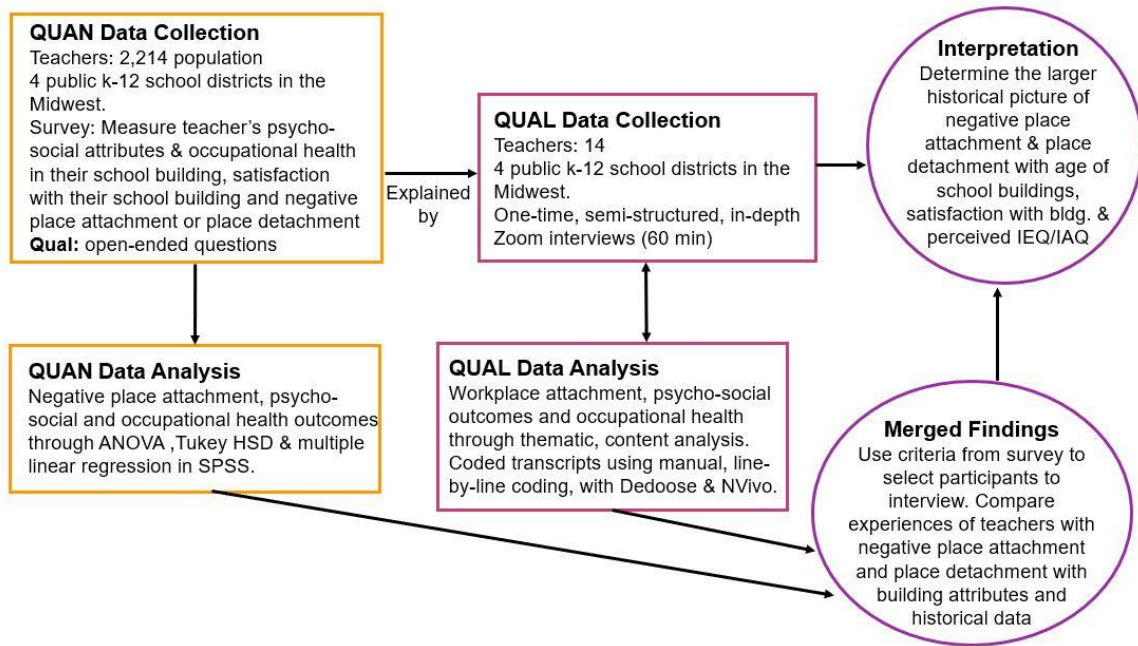 QUAN Data Collection
Teachers: 2,214 population
4 public k-12 school districts in the
Midwest.
Survey: Measure teacher's psycho-
social attributes & occupational health
in their school building, satisfaction
with their school building and negative
place attachment or place detachment
Qual: open-ended questions
Explained
by
QUAL Data Collection
Teachers: 14
4 public k-12 school districts in the
Midwest.
One-time, semi-structured, in-depth
Zoom interviews (60 min)
Interpretation
Determine the larger
historical picture of
negative place
attachment & place
detachment with age of
school buildings,
satisfaction with bldg. &
perceived IEQ/IAQ
QUAN Data Analysis
Negative place attachment, psycho-
social and occupational health outcomes
through ANOVA ,Tukey HSD & multiple
linear regression in SPSS.
QUAL Data Analysis
Workplace attachment, psycho-social
outcomes and occupational health
through thematic, content analysis.
Coded transcripts using manual, line-
by-line coding, with Dedoose & NVivo.
Merged Findings
Use criteria from survey to
select participants to
interview. Compare
experiences of teachers with
negative place attachment
and place detachment with
building attributes and
historical data